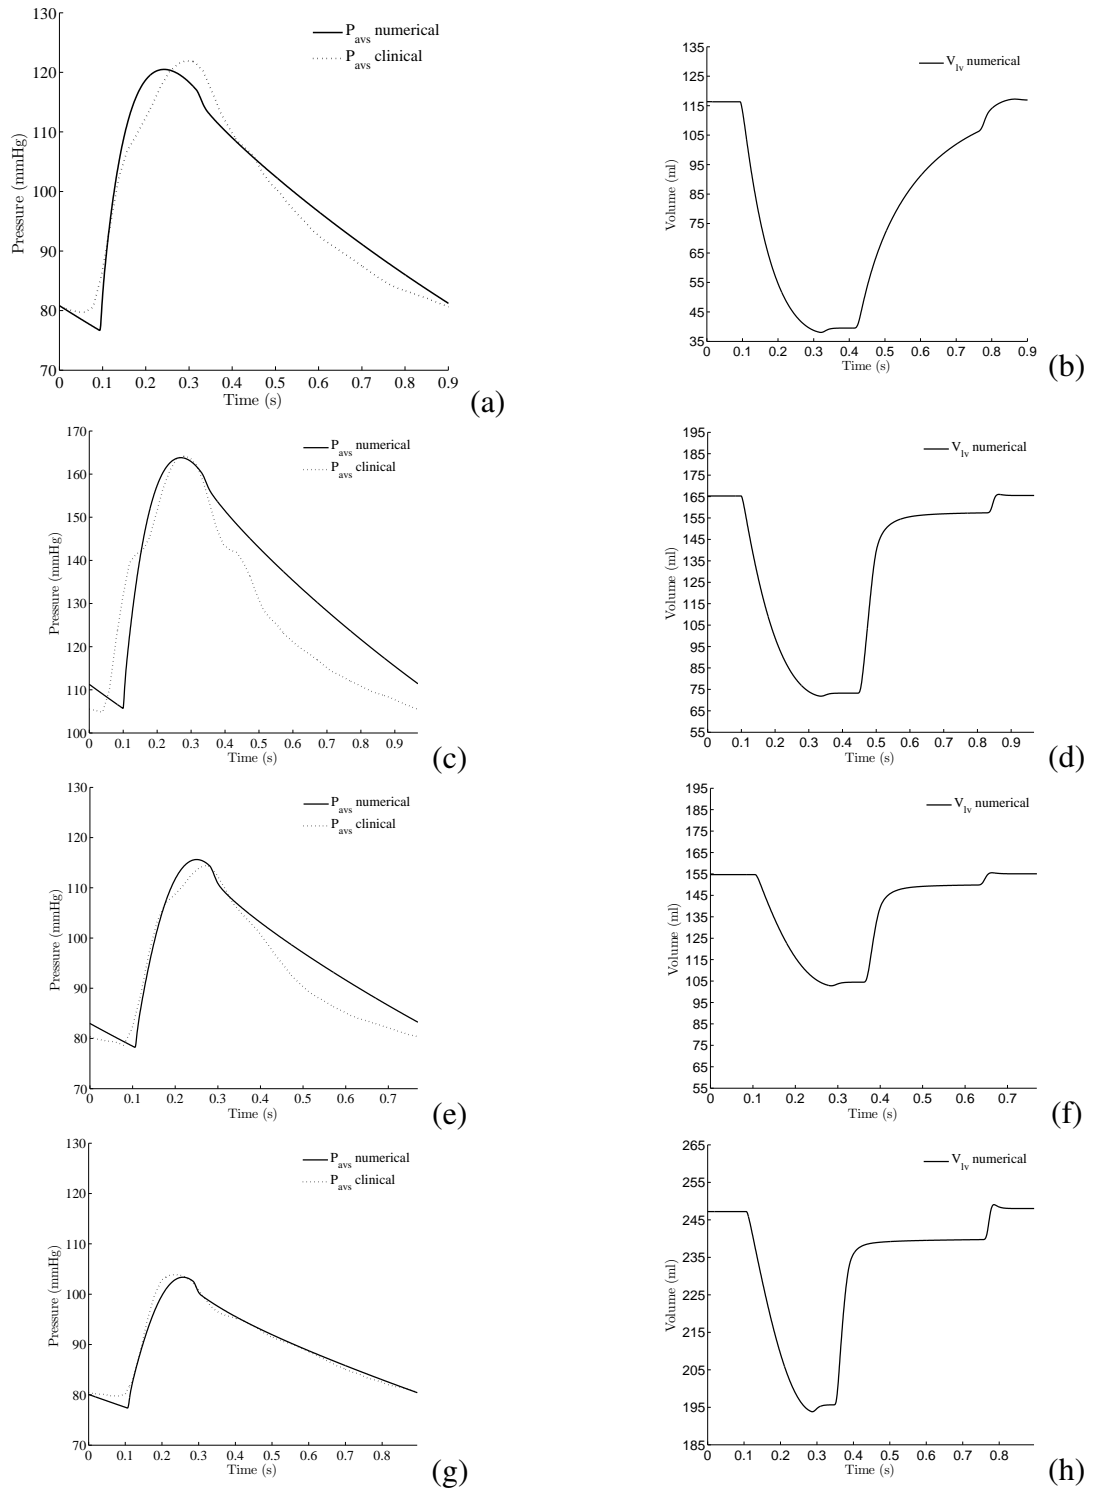 130
120
110
100
90
80
70
Pressure (mmHg)
P_avs numerical
P_avs clinical
0 0.1 0.2 0.3 0.4 0.5 0.6 0.7 0.8 0.9
Time (s)
(a)
135
125
115
105
95
85
75
65
55
45
35
Volume (ml)
V_lv numerical
0 0.1 0.2 0.3 0.4 0.5 0.6 0.7 0.8 0.9
Time (s)
(b)
170
160
150
140
130
120
110
100
Pressure (mmHg)
P_avs numerical
P_avs clinical
0 0.1 0.2 0.3 0.4 0.5 0.6 0.7 0.8 0.9
Time (s)
(c)
195
185
175
165
155
145
135
125
115
105
95
85
75
65
55
Volume (ml)
V_lv numerical
0 0.1 0.2 0.3 0.4 0.5 0.6 0.7 0.8 0.9
Time (s)
(d)
130
120
110
100
90
80
70
Pressure (mmHg)
P_avs numerical
P_avs clinical
0 0.1 0.2 0.3 0.4 0.5 0.6 0.7
Time (s)
(e)
195
185
175
165
155
145
135
125
115
105
95
85
75
65
55
Volume (ml)
V_lv numerical
0 0.1 0.2 0.3 0.4 0.5 0.6 0.7
Time (s)
(f)
130
120
110
100
90
80
70
Pressure (mmHg)
P_avs numerical
P_avs clinical
0 0.1 0.2 0.3 0.4 0.5 0.6 0.7 0.8
Time (s)
(g)
265
255
245
235
225
215
205
195
185
Volume (ml)
V_lv numerical
0 0.1 0.2 0.3 0.4 0.5 0.6 0.7 0.8
Time (s)
(h)